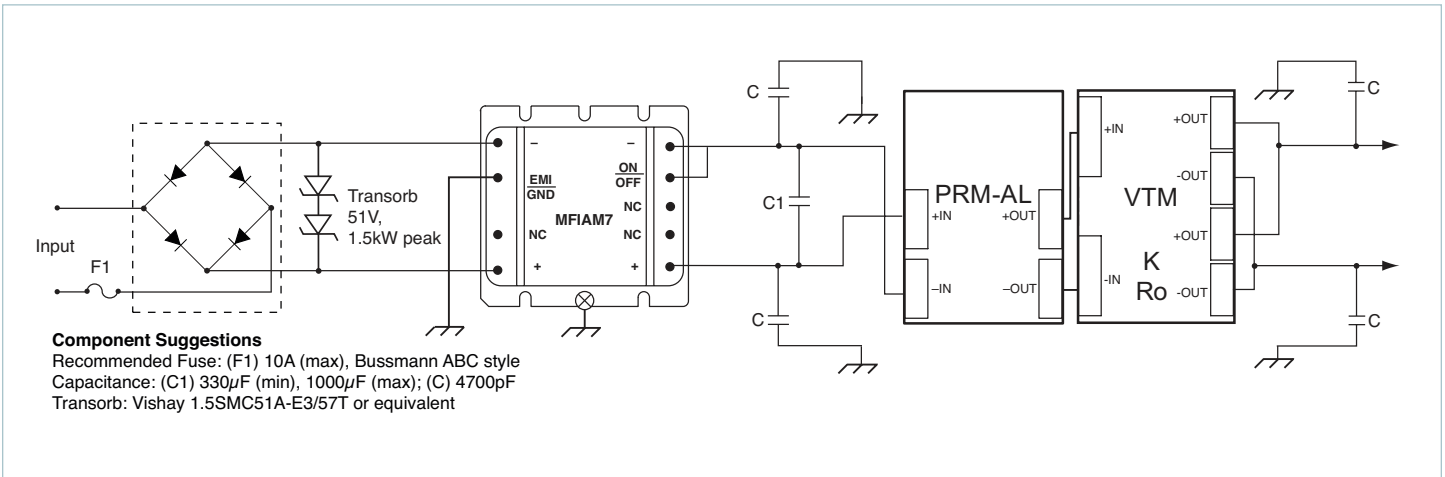 Input
F1
Transorb
51V,
1.5kW peak
–
EMI
GND
NC
+
MFIAM7
–
ON
OFF
NC
NC
+
C
C1
C
PRM-AL
+IN
–IN
+OUT
–OUT
+IN
-IN
VTM
K
Ro
+OUT
-OUT
+OUT
-OUT
C
C
Component Suggestions
Recommended Fuse: (F1) 10A (max), Bussmann ABC style
Capacitance: (C1) 330µF (min), 1000µF (max); (C) 4700pF
Transorb: Vishay 1.5SMC51A-E3/57T or equivalent